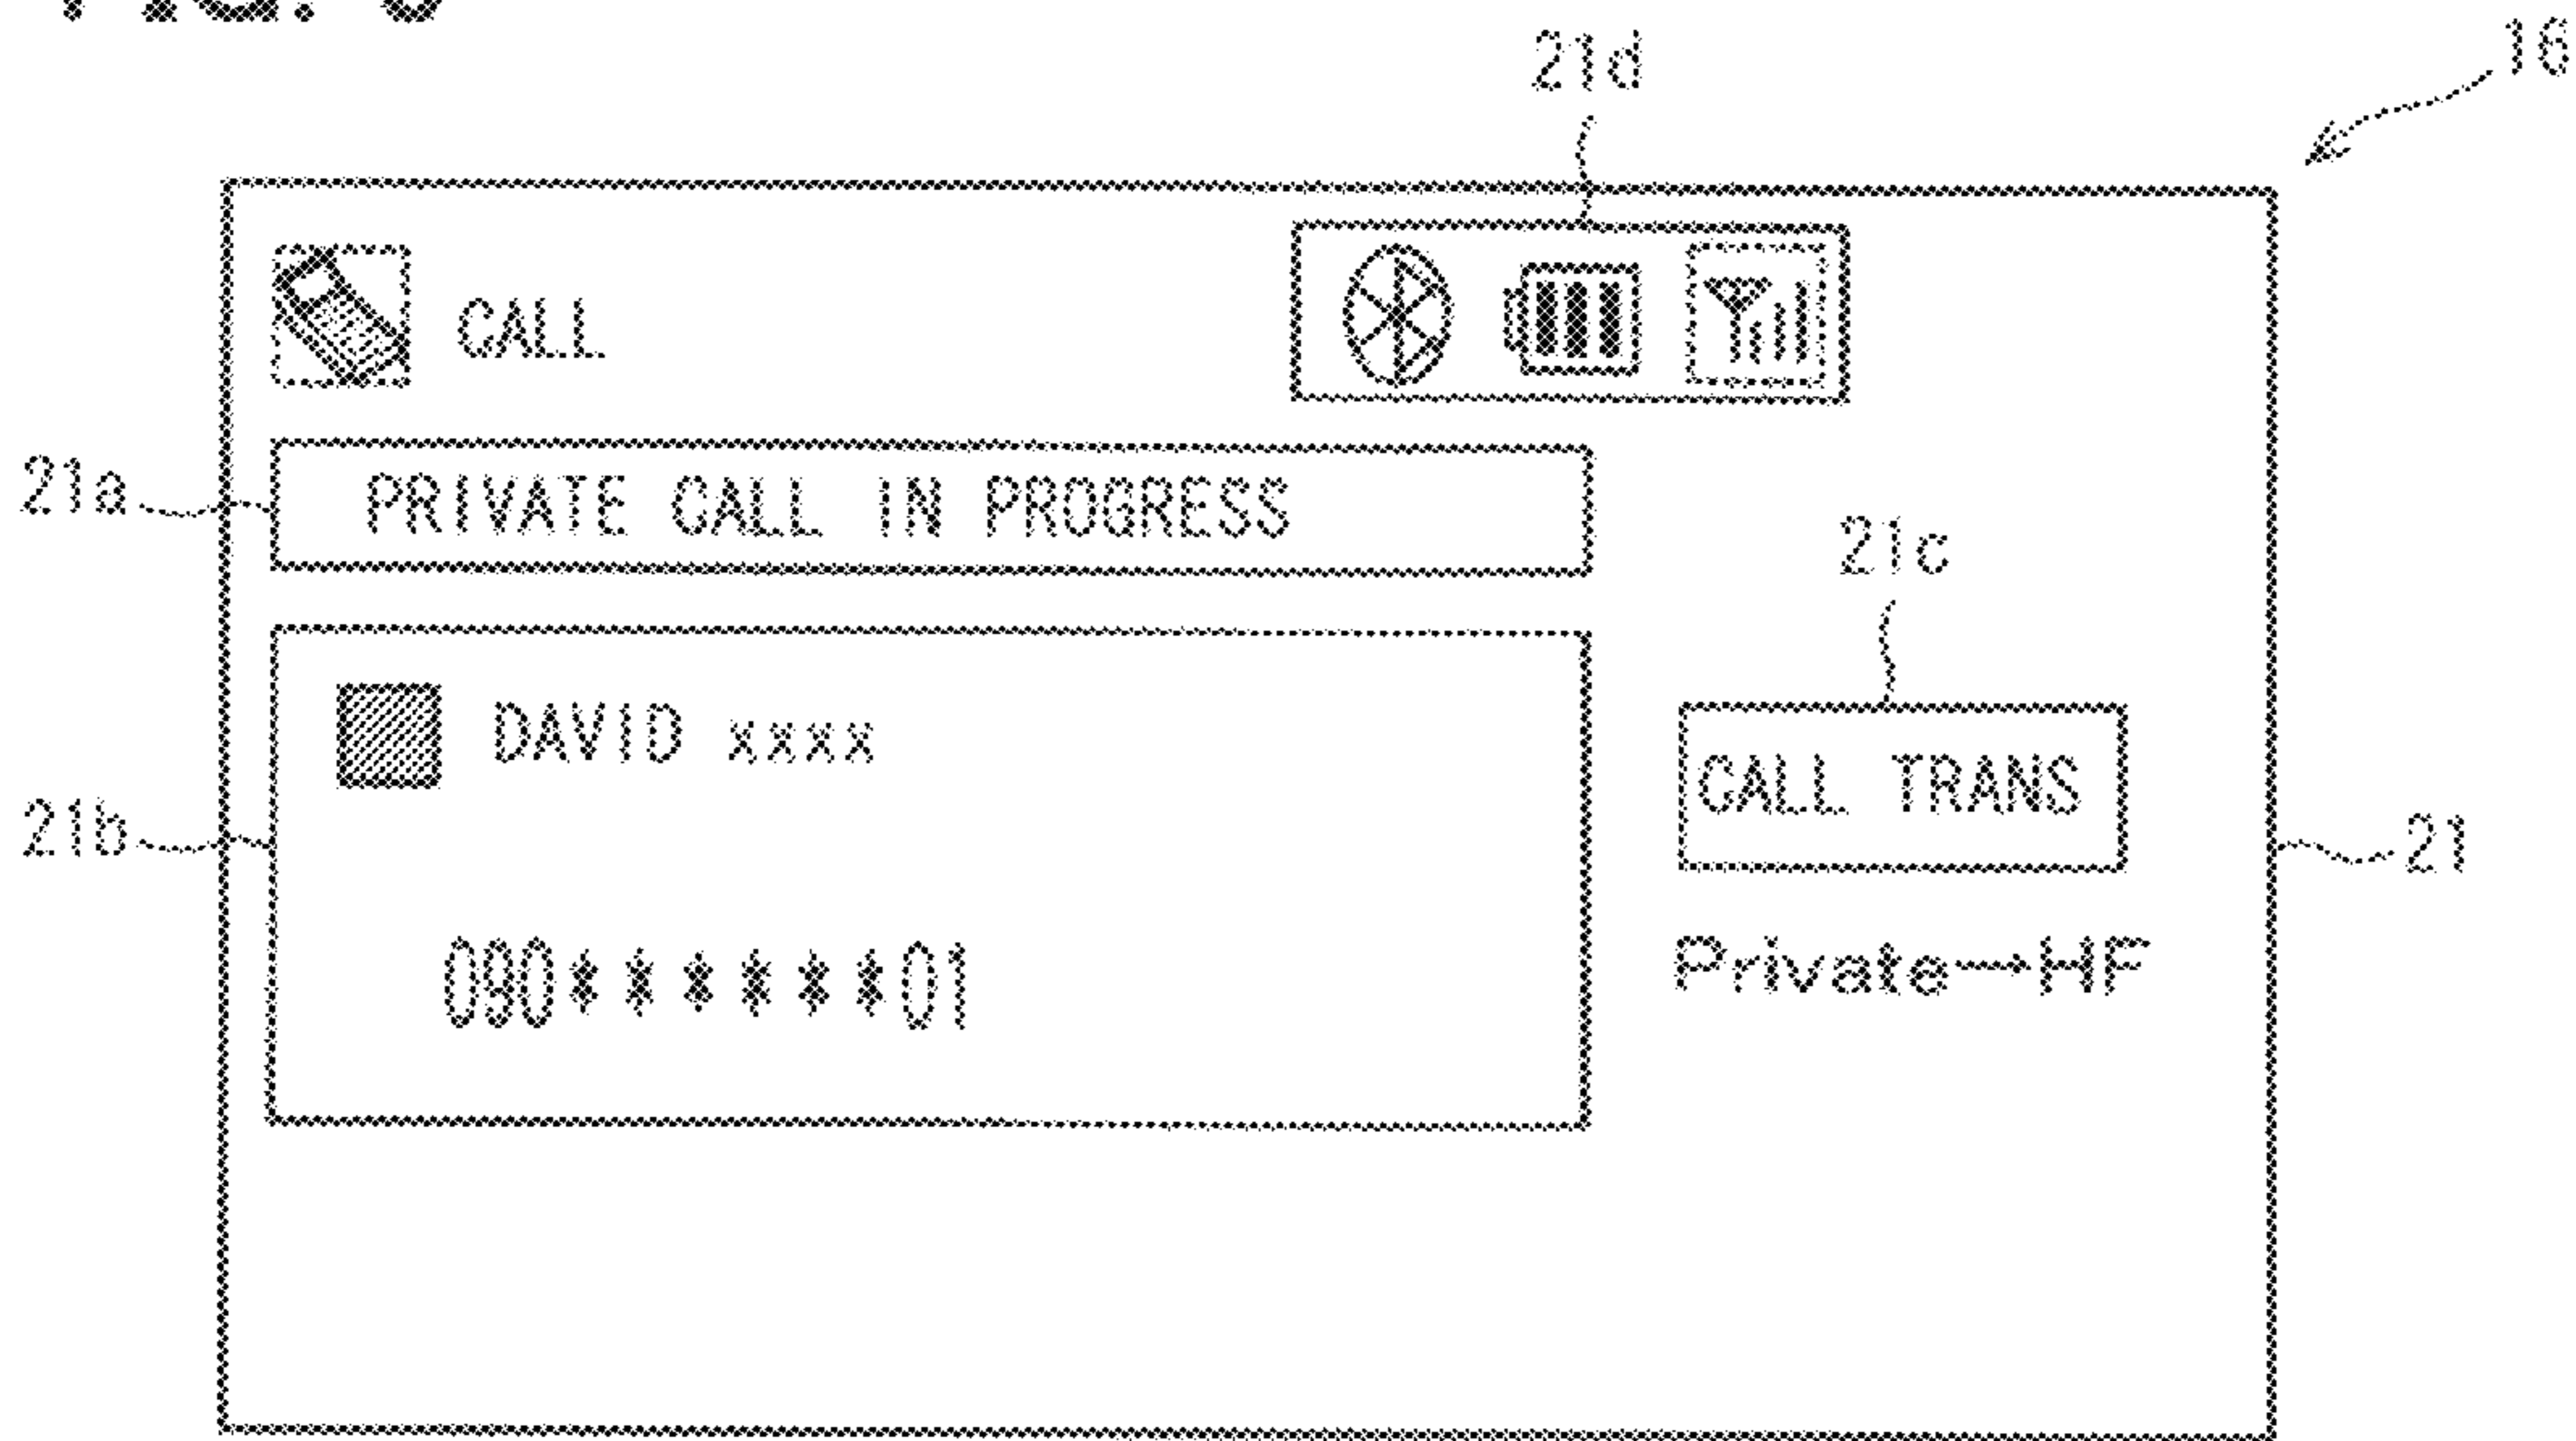 16
21d
CALL
21a
PRIVATE CALL IN PROGRESS
21c
DAVID xxxx
CALL TRANS
21b
21
090******01
Private→HF